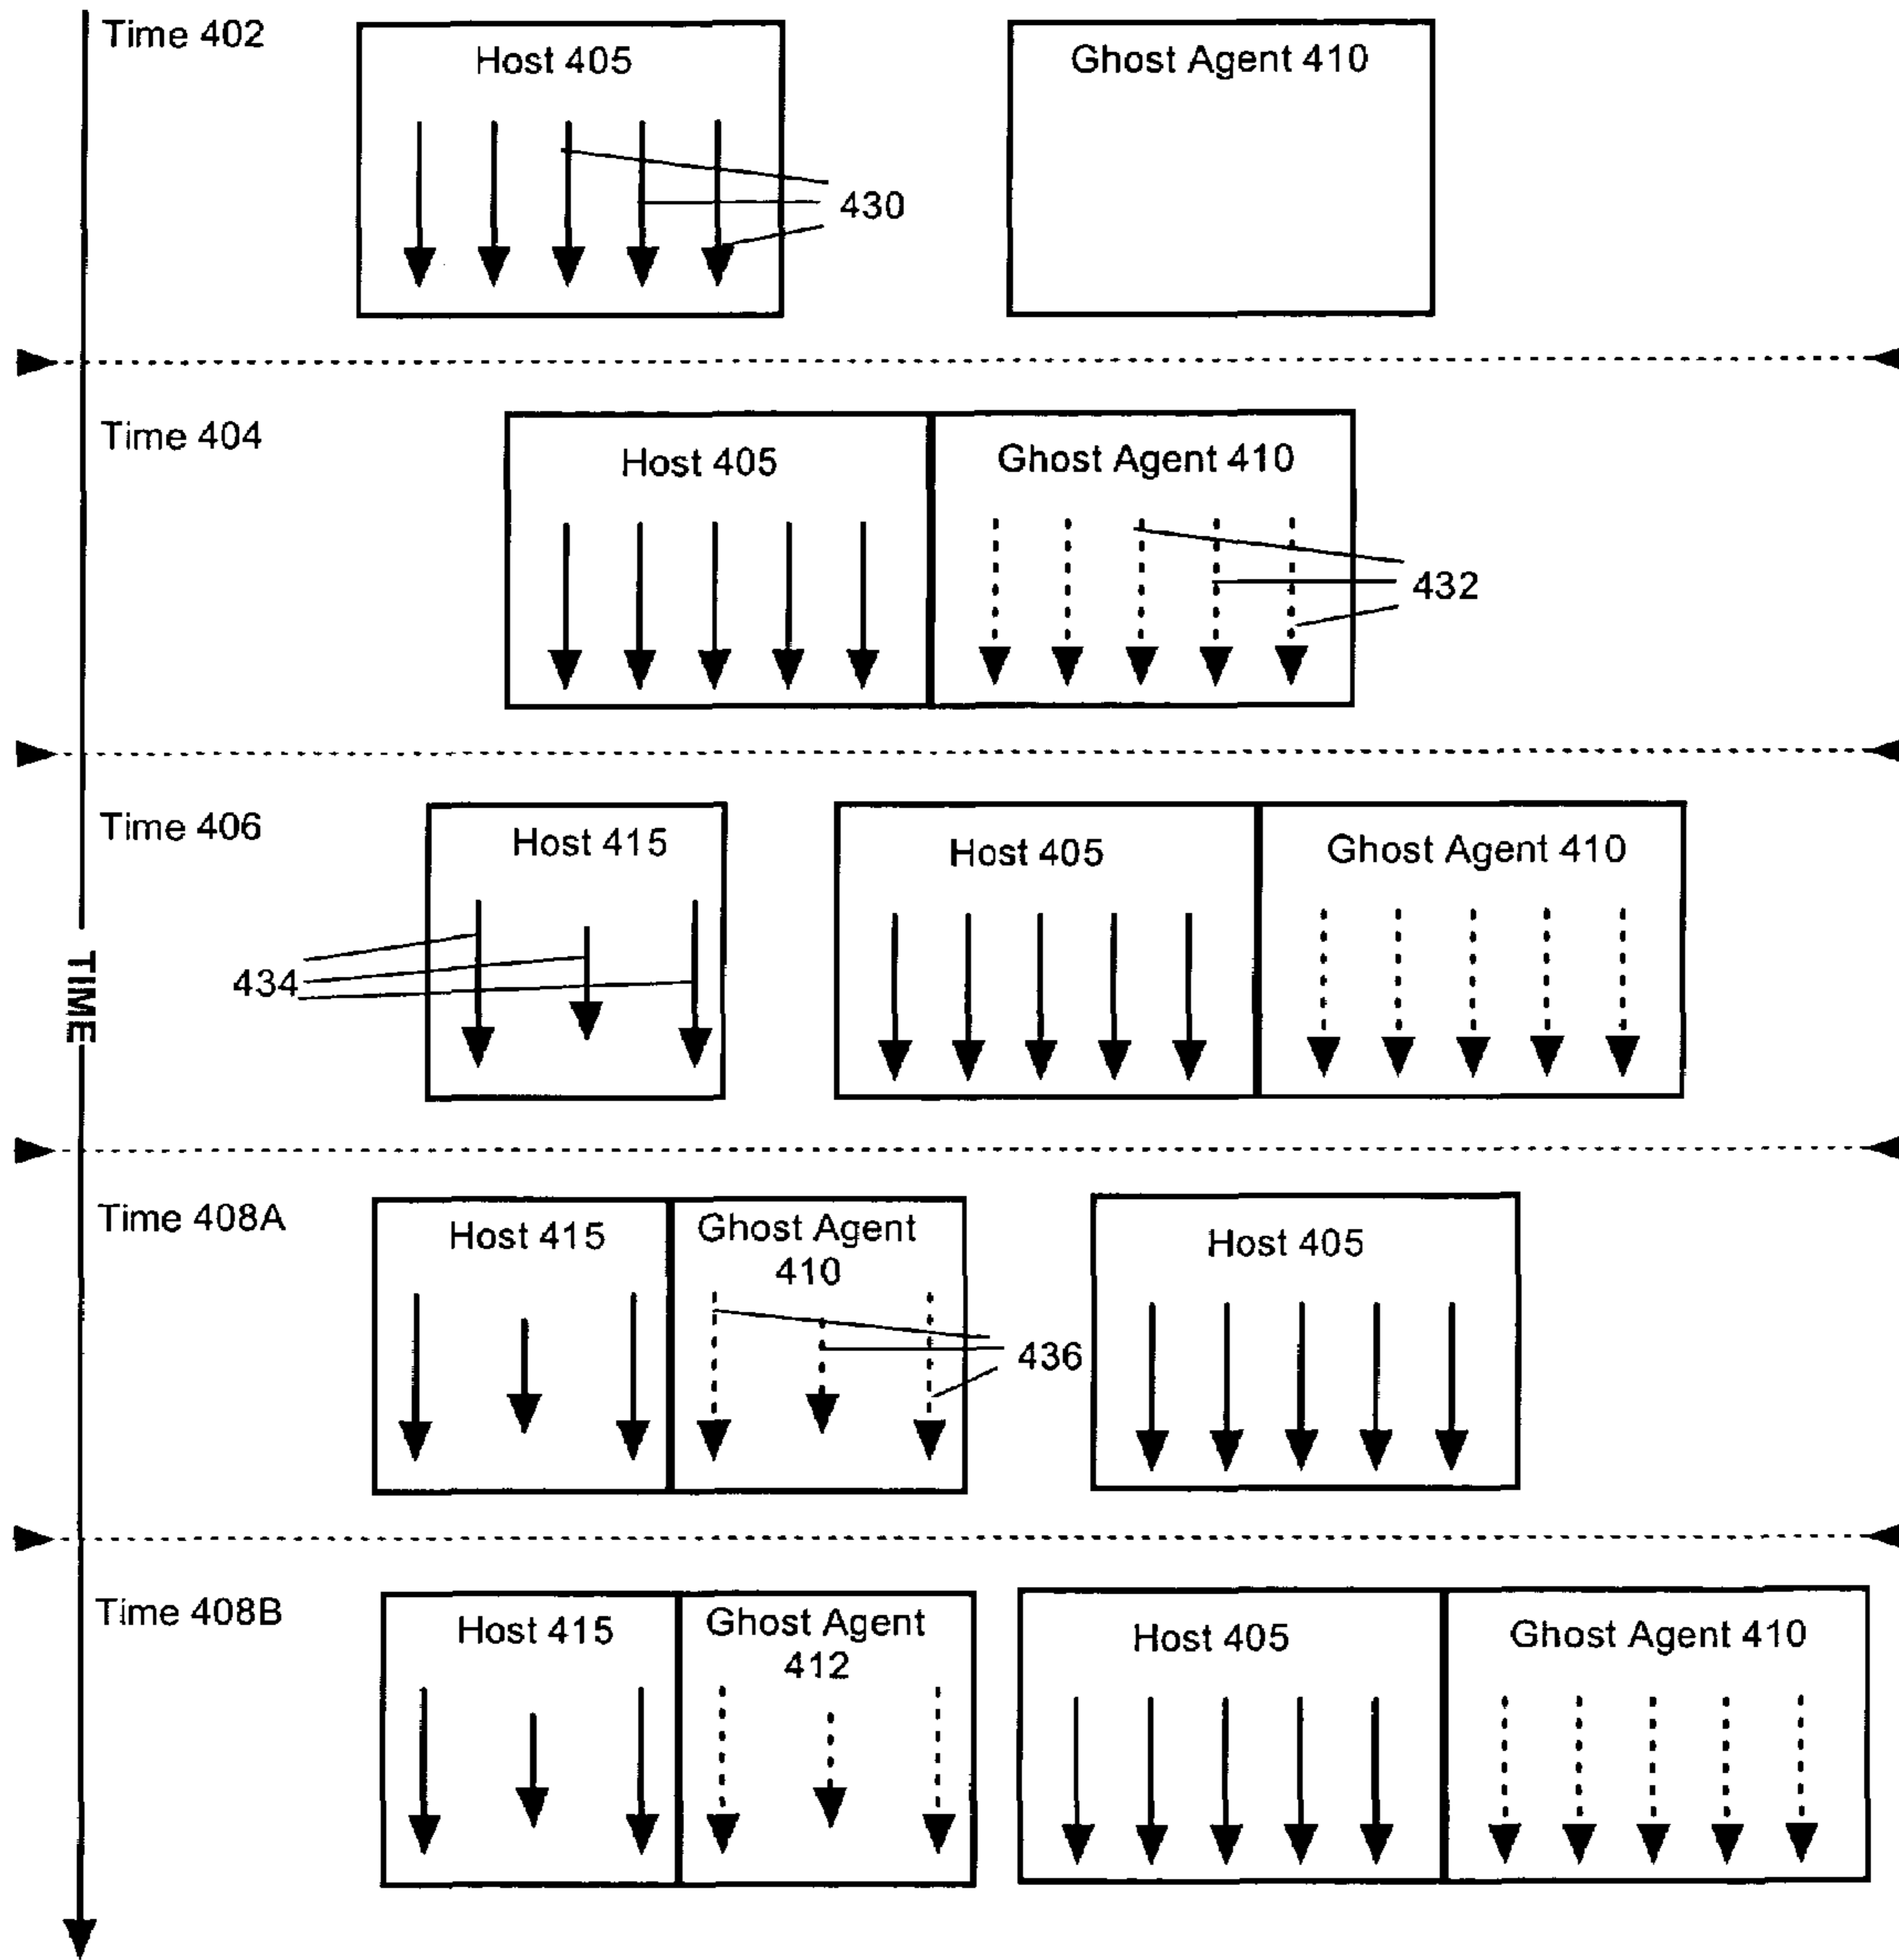 Time 402
Host 405
Ghost Agent 410
430
Time 404
Host 405
Ghost Agent 410
432
Time 406
Host 415
Host 405
Ghost Agent 410
434
TIME
Time 408A
Host 415
Ghost Agent
410
Host 405
436
Time 408B
Host 415
Ghost Agent
412
Host 405
Ghost Agent 410